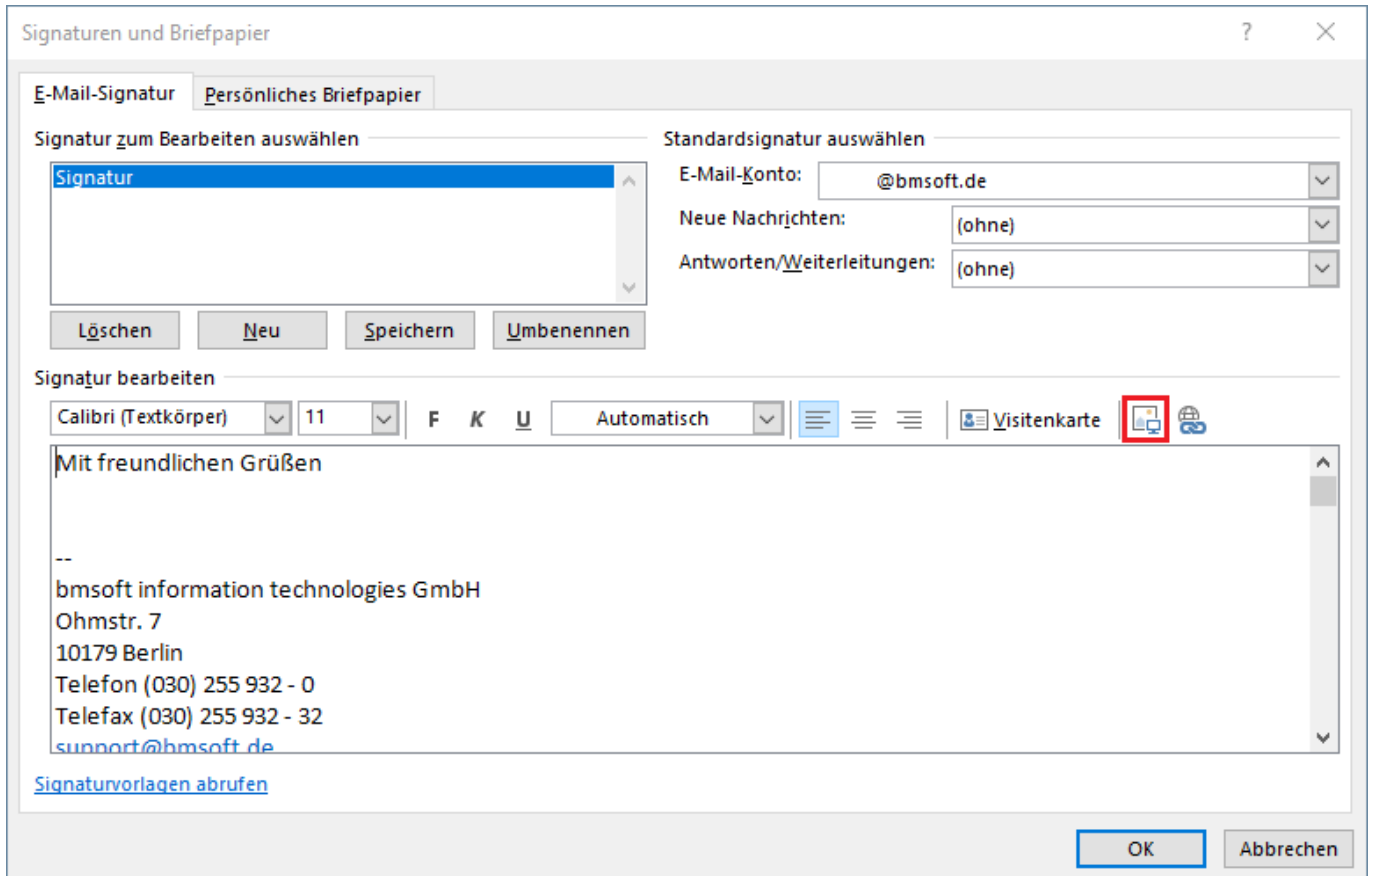 Signaturen und Briefpapier ?
E-Mail-Signatur Persönliches Briefpapier
Signatur zum Bearbeiten auswählen
Signatur
Löschen Neu Speichern Umbenennen
Standardsignatur auswählen
E-Mail-Konto: @bmsoft.de
Neue Nachrichten: (ohne)
Antworten/Weiterleitungen: (ohne)
Signatur bearbeiten
Calibri (Textkörper) 11 F K U Automatisch Visitenkarte
Mit freundlichen Grüßen
--
bmsoft information technologies GmbH
Ohmstr. 7
10179 Berlin
Telefon (030) 255 932 - 0
Telefax (030) 255 932 - 32
support@bmsoft.de
Signaturvorlagen abrufen
OK Abbrechen